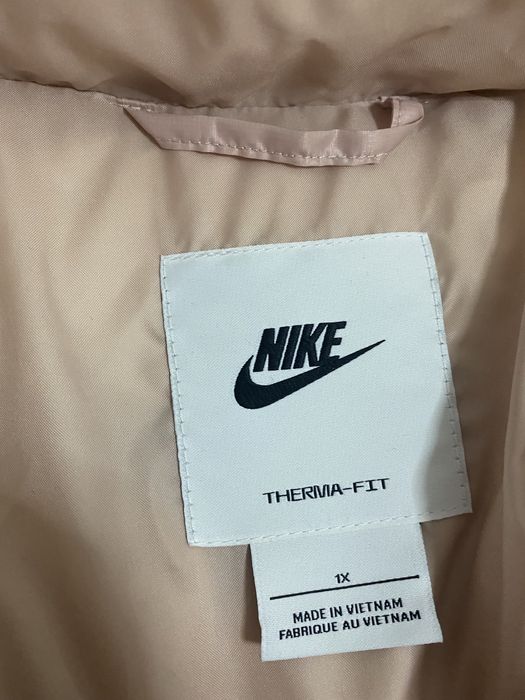 NIKE
THERMA-FIT
1X
MADE IN VIETNAM
FABRIQUE AU VIETNAM